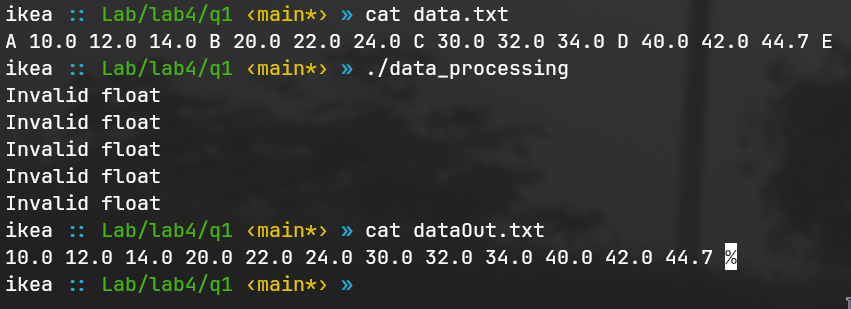 ikea :: Lab/lab4/q1 ‹main*› » cat data.txt
A 10.0 12.0 14.0 B 20.0 22.0 24.0 C 30.0 32.0 34.0 D 40.0 42.0 44.7 E
ikea :: Lab/lab4/q1 ‹main*› » ./data_processing
Invalid float
Invalid float
Invalid float
Invalid float
Invalid float
ikea :: Lab/lab4/q1 ‹main*› » cat dataOut.txt
10.0 12.0 14.0 20.0 22.0 24.0 30.0 32.0 34.0 40.0 42.0 44.7 %
ikea :: Lab/lab4/q1 ‹main*› »